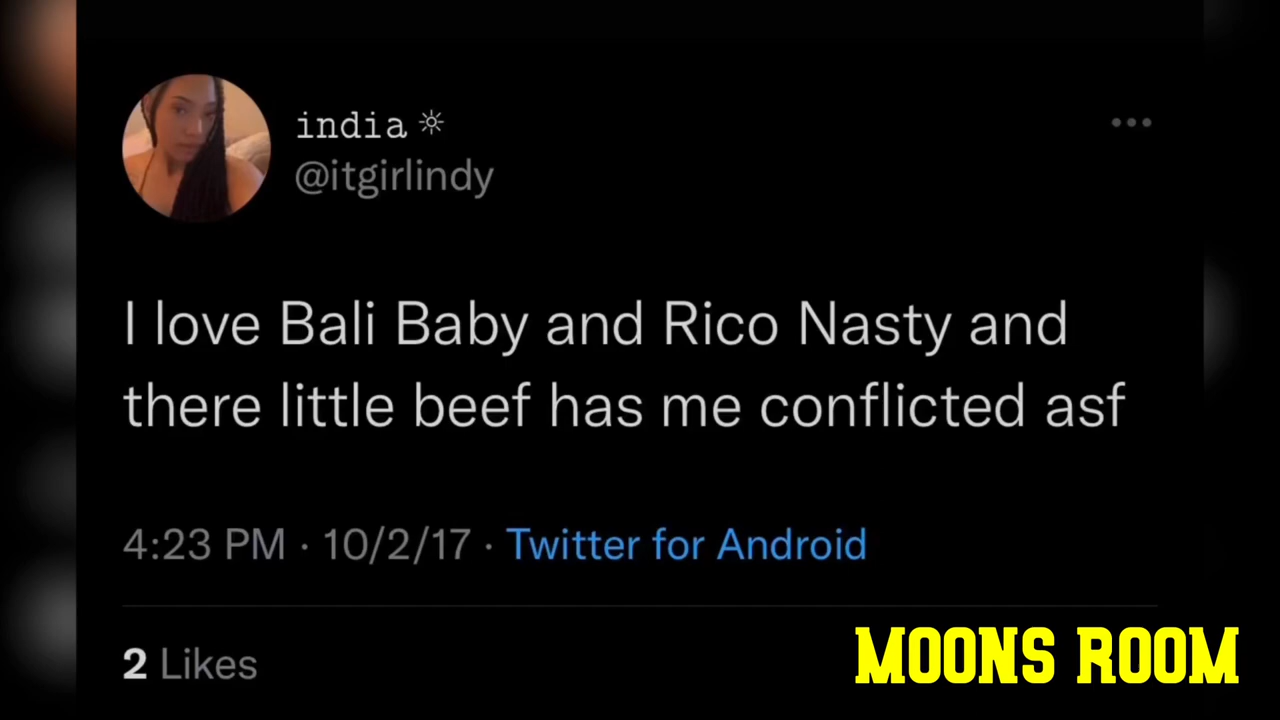 india ☼
@itgirlindy
I love Bali Baby and Rico Nasty and
there little beef has me conflicted asf
4:23 PM · 10/2/17 · Twitter for Android
2 Likes
MOONS ROOM